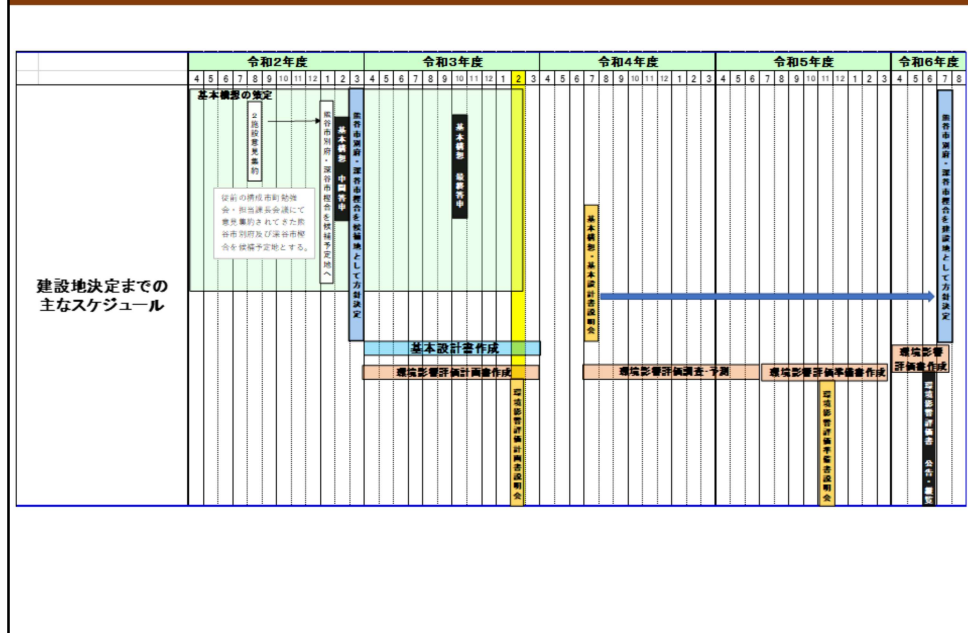 令和2年度 令和3年度 令和4年度 令和5年度 令和6年度
4 5 6 7 8 9 10 11 12 1 2 3 4 5 6 7 8 9 10 11 12 1 2 3 4 5 6 7 8 9 10 11 12 1 2 3 4 5 6 7 8 9 10 11 12 1 2 3 4 5 6 7 8
建設地決定までの
主なスケジュール
基本構想の策定
2施設意見集約
熊谷市別府・深谷市樫合を候補予定地へ
基本構想 中間答申
熊谷市別府・深谷市樫合を候補地として方針決定
従前の構成市町勉強
会・担当課長会議にて
意見集約されてきた熊
谷市別府及び深谷市樫
合を候補予定地とする。
基本構想 最終答申
基本構想・基本設計書説明会
熊谷市別府・深谷市樫合を建設地として方針決定
基本設計書作成
環境影響評価計画書作成
環境影響評価調査・予測
環境影響評価準備書作成
環境影響
評価書作成
環境影響評価計画書説明会
環境影響評価準備書説明会
環境影響評価書 公告・縦覧